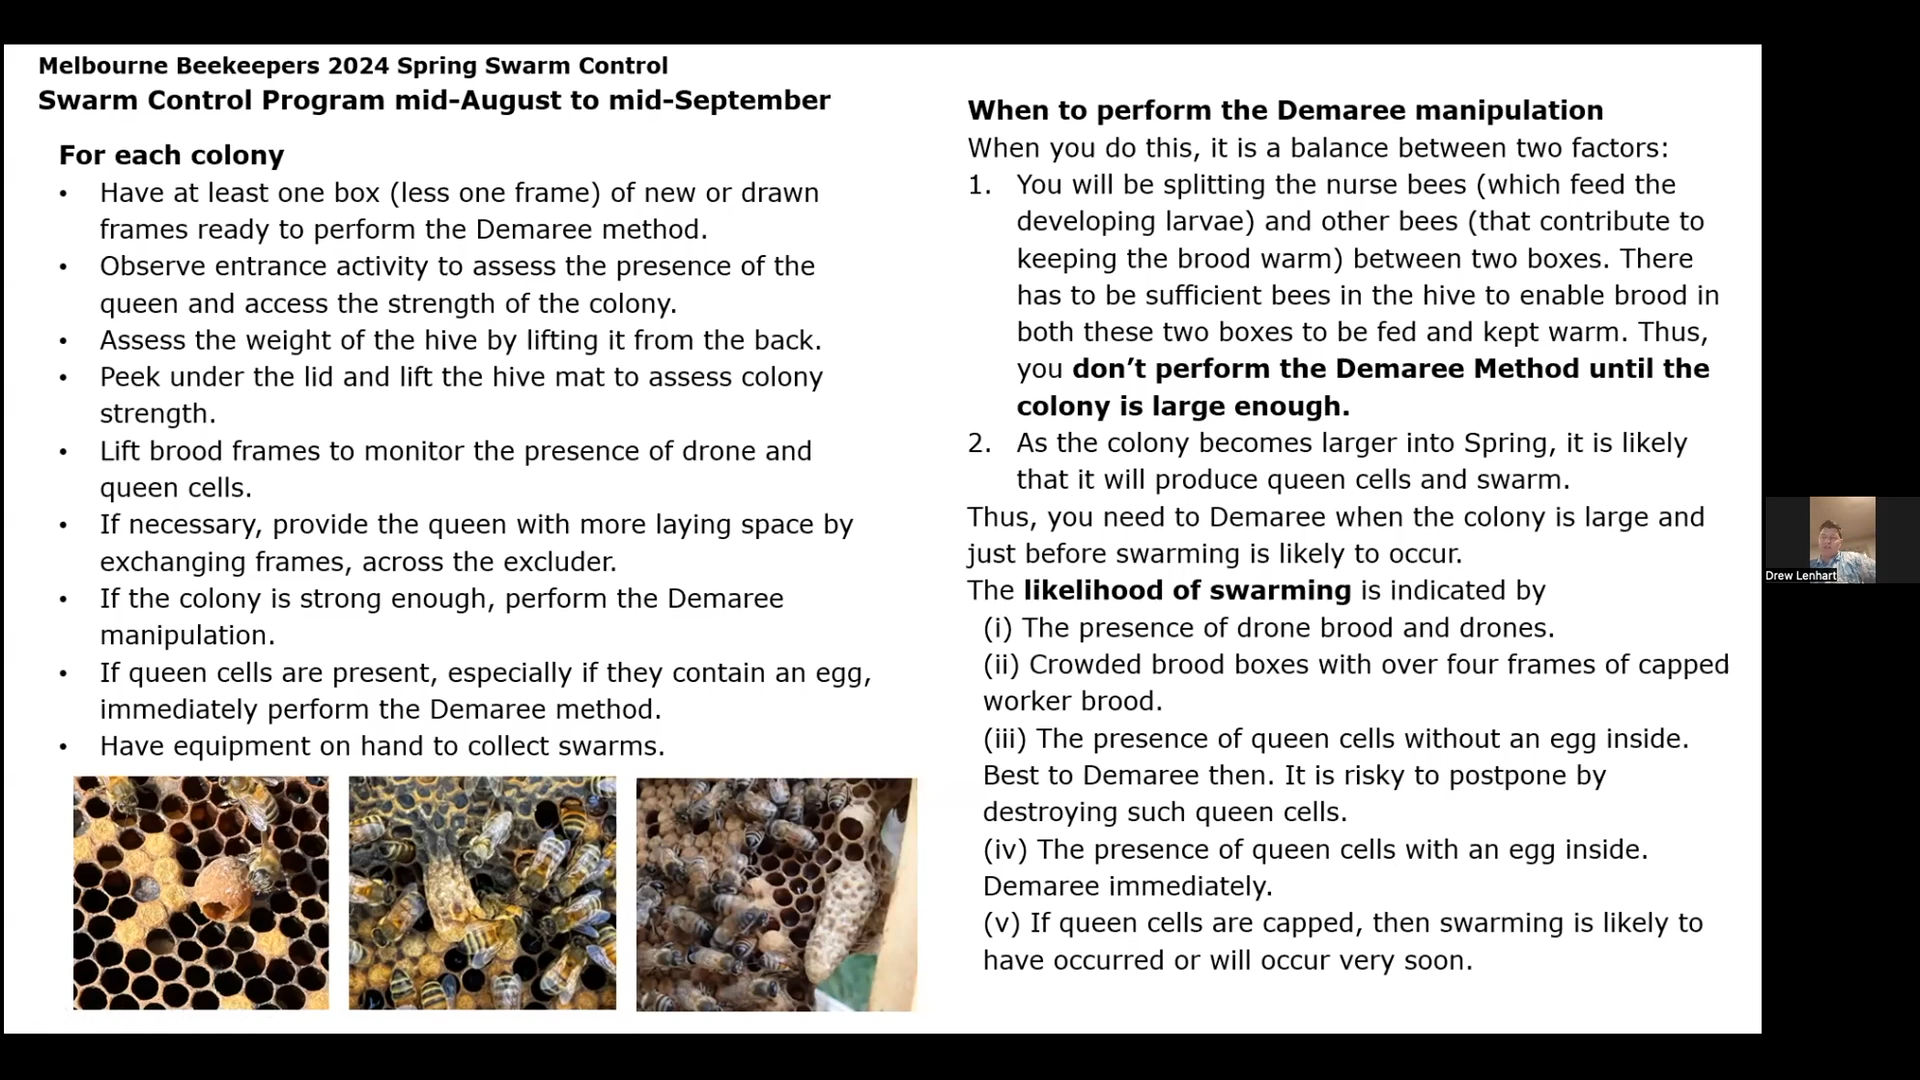 Melbourne Beekeepers 2024 Spring Swarm Control
Swarm Control Program mid-August to mid-September
For each colony
• Have at least one box (less one frame) of new or drawn
frames ready to perform the Demaree method.
• Observe entrance activity to assess the presence of the
queen and access the strength of the colony.
• Assess the weight of the hive by lifting it from the back.
• Peek under the lid and lift the hive mat to assess colony
strength.
• Lift brood frames to monitor the presence of drone and
queen cells.
• If necessary, provide the queen with more laying space by
exchanging frames, across the excluder.
• If the colony is strong enough, perform the Demaree
manipulation.
• If queen cells are present, especially if they contain an egg,
immediately perform the Demaree method.
• Have equipment on hand to collect swarms.
When to perform the Demaree manipulation
When you do this, it is a balance between two factors:
1. You will be splitting the nurse bees (which feed the
developing larvae) and other bees (that contribute to
keeping the brood warm) between two boxes. There
has to be sufficient bees in the hive to enable brood in
both these two boxes to be fed and kept warm. Thus,
you don’t perform the Demaree Method until the
colony is large enough.
2. As the colony becomes larger into Spring, it is likely
that it will produce queen cells and swarm.
Thus, you need to Demaree when the colony is large and
just before swarming is likely to occur.
The likelihood of swarming is indicated by
(i) The presence of drone brood and drones.
(ii) Crowded brood boxes with over four frames of capped
worker brood.
(iii) The presence of queen cells without an egg inside.
Best to Demaree then. It is risky to postpone by
destroying such queen cells.
(iv) The presence of queen cells with an egg inside.
Demaree immediately.
(v) If queen cells are capped, then swarming is likely to
have occurred or will occur very soon.
Drew Lenhart